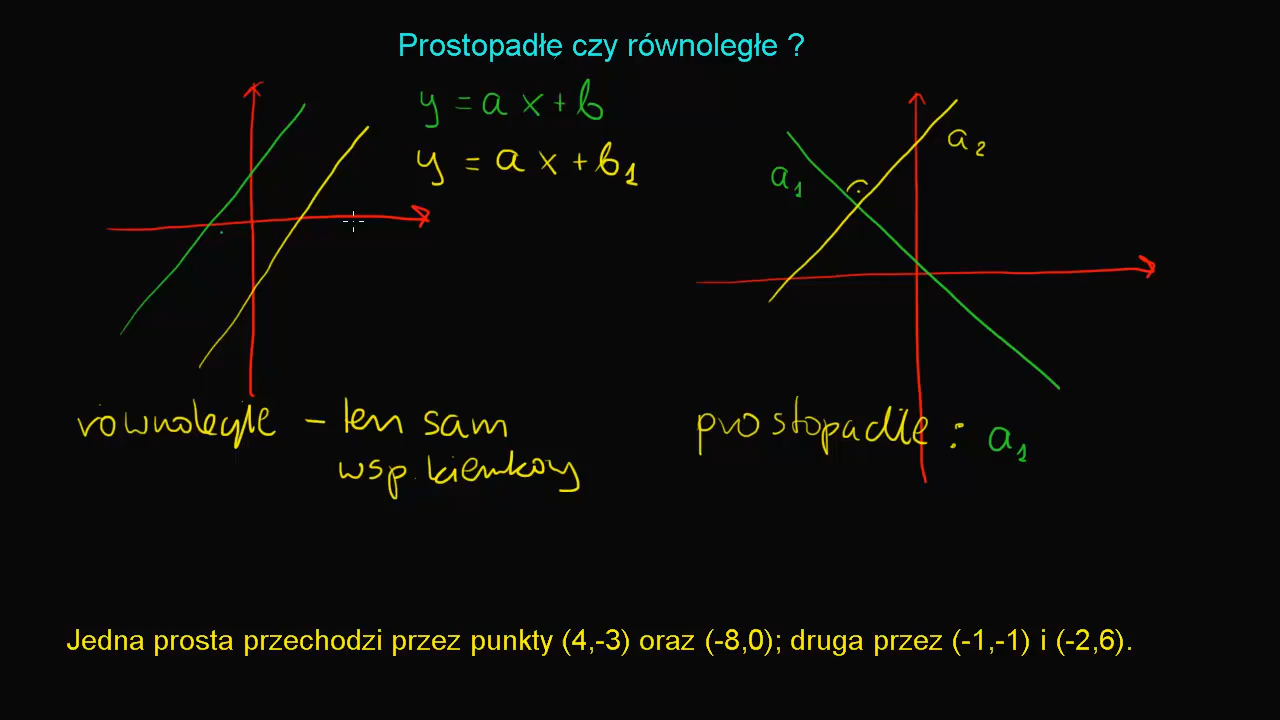 Prostopadłe czy równoległe ?
y = a x + b
y = a x + b₁
a₁
a₂
równoległe – ten sam
wsp. kierunkowy
prostopadłe : a₁
Jedna prosta przechodzi przez punkty (4,-3) oraz (-8,0); druga przez (-1,-1) i (-2,6).